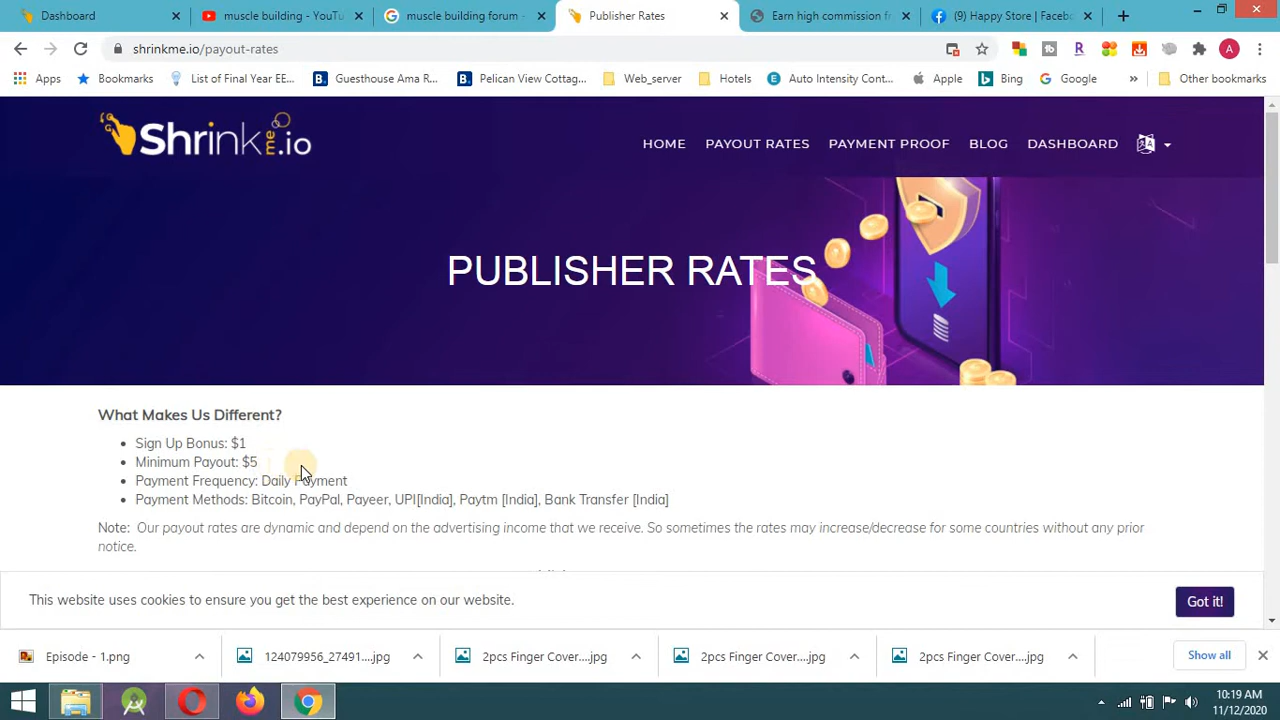 Dashboard
muscle building - YouTu
muscle building forum -
Publisher Rates
Earn high commission fr
(9) Happy Store | Facebo
shrinkme.io/payout-rates
A
Apps
Bookmarks
List of Final Year EE...
Guesthouse Ama R...
Pelican View Cottag...
Web_server
Hotels
Auto Intensity Cont...
Apple
Bing
Google
»
Other bookmarks
Shrinkme.io
HOME
PAYOUT RATES
PAYMENT PROOF
BLOG
DASHBOARD
PUBLISHER RATES
What Makes Us Different?
Sign Up Bonus: $1
Minimum Payout: $5
Payment Frequency: Daily Payment
Payment Methods: Bitcoin, PayPal, Payeer, UPI[India], Paytm [India], Bank Transfer [India]
Note: Our payout rates are dynamic and depend on the advertising income that we receive. So sometimes the rates may increase/decrease for some countries without any prior
notice.
This website uses cookies to ensure you get the best experience on our website.
Got it!
Episode - 1.png
124079956_27491....jpg
2pcs Finger Cover....jpg
2pcs Finger Cover....jpg
2pcs Finger Cover....jpg
Show all
10:19 AM
11/12/2020